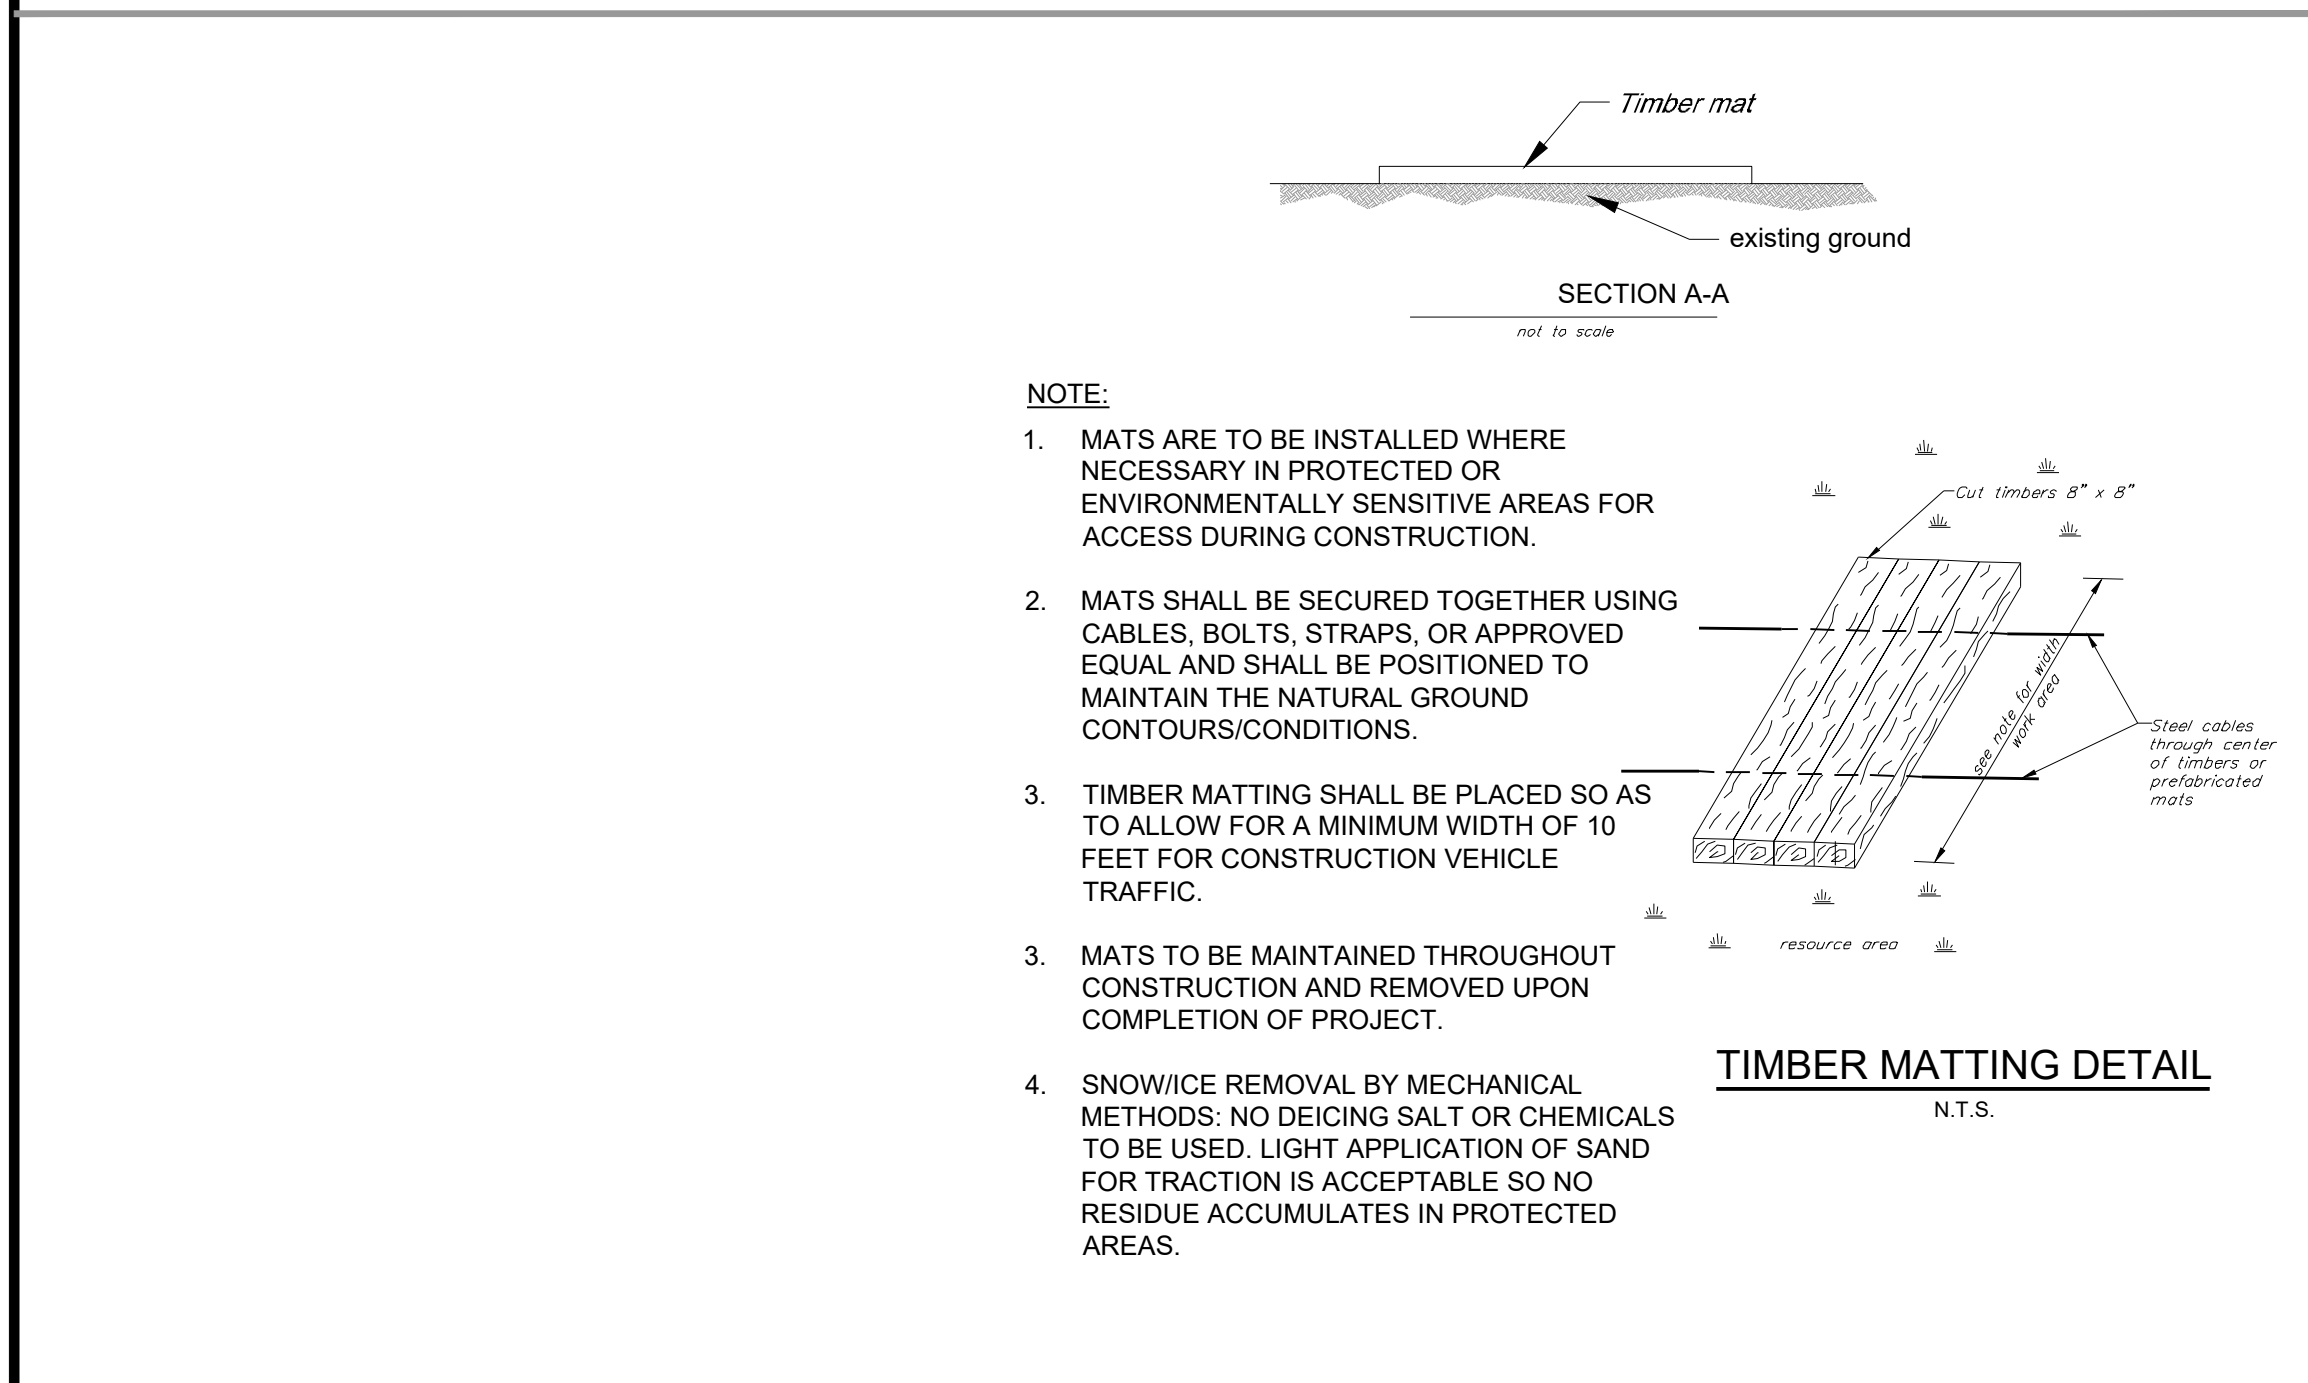 Timber mat
existing ground
SECTION A-A
not to scale
NOTE:
1. MATS ARE TO BE INSTALLED WHERE
NECESSARY IN PROTECTED OR
ENVIRONMENTALLY SENSITIVE AREAS FOR
ACCESS DURING CONSTRUCTION.
2. MATS SHALL BE SECURED TOGETHER USING
CABLES, BOLTS, STRAPS, OR APPROVED
EQUAL AND SHALL BE POSITIONED TO
MAINTAIN THE NATURAL GROUND
CONTOURS/CONDITIONS.
3. TIMBER MATTING SHALL BE PLACED SO AS
TO ALLOW FOR A MINIMUM WIDTH OF 10
FEET FOR CONSTRUCTION VEHICLE
TRAFFIC.
3. MATS TO BE MAINTAINED THROUGHOUT
CONSTRUCTION AND REMOVED UPON
COMPLETION OF PROJECT.
4. SNOW/ICE REMOVAL BY MECHANICAL
METHODS: NO DEICING SALT OR CHEMICALS
TO BE USED. LIGHT APPLICATION OF SAND
FOR TRACTION IS ACCEPTABLE SO NO
RESIDUE ACCUMULATES IN PROTECTED
AREAS.
Cut timbers 8" x 8"
see note for width
work area
Steel cables
through center
of timbers or
prefabricated
mats
resource area
TIMBER MATTING DETAIL
N.T.S.